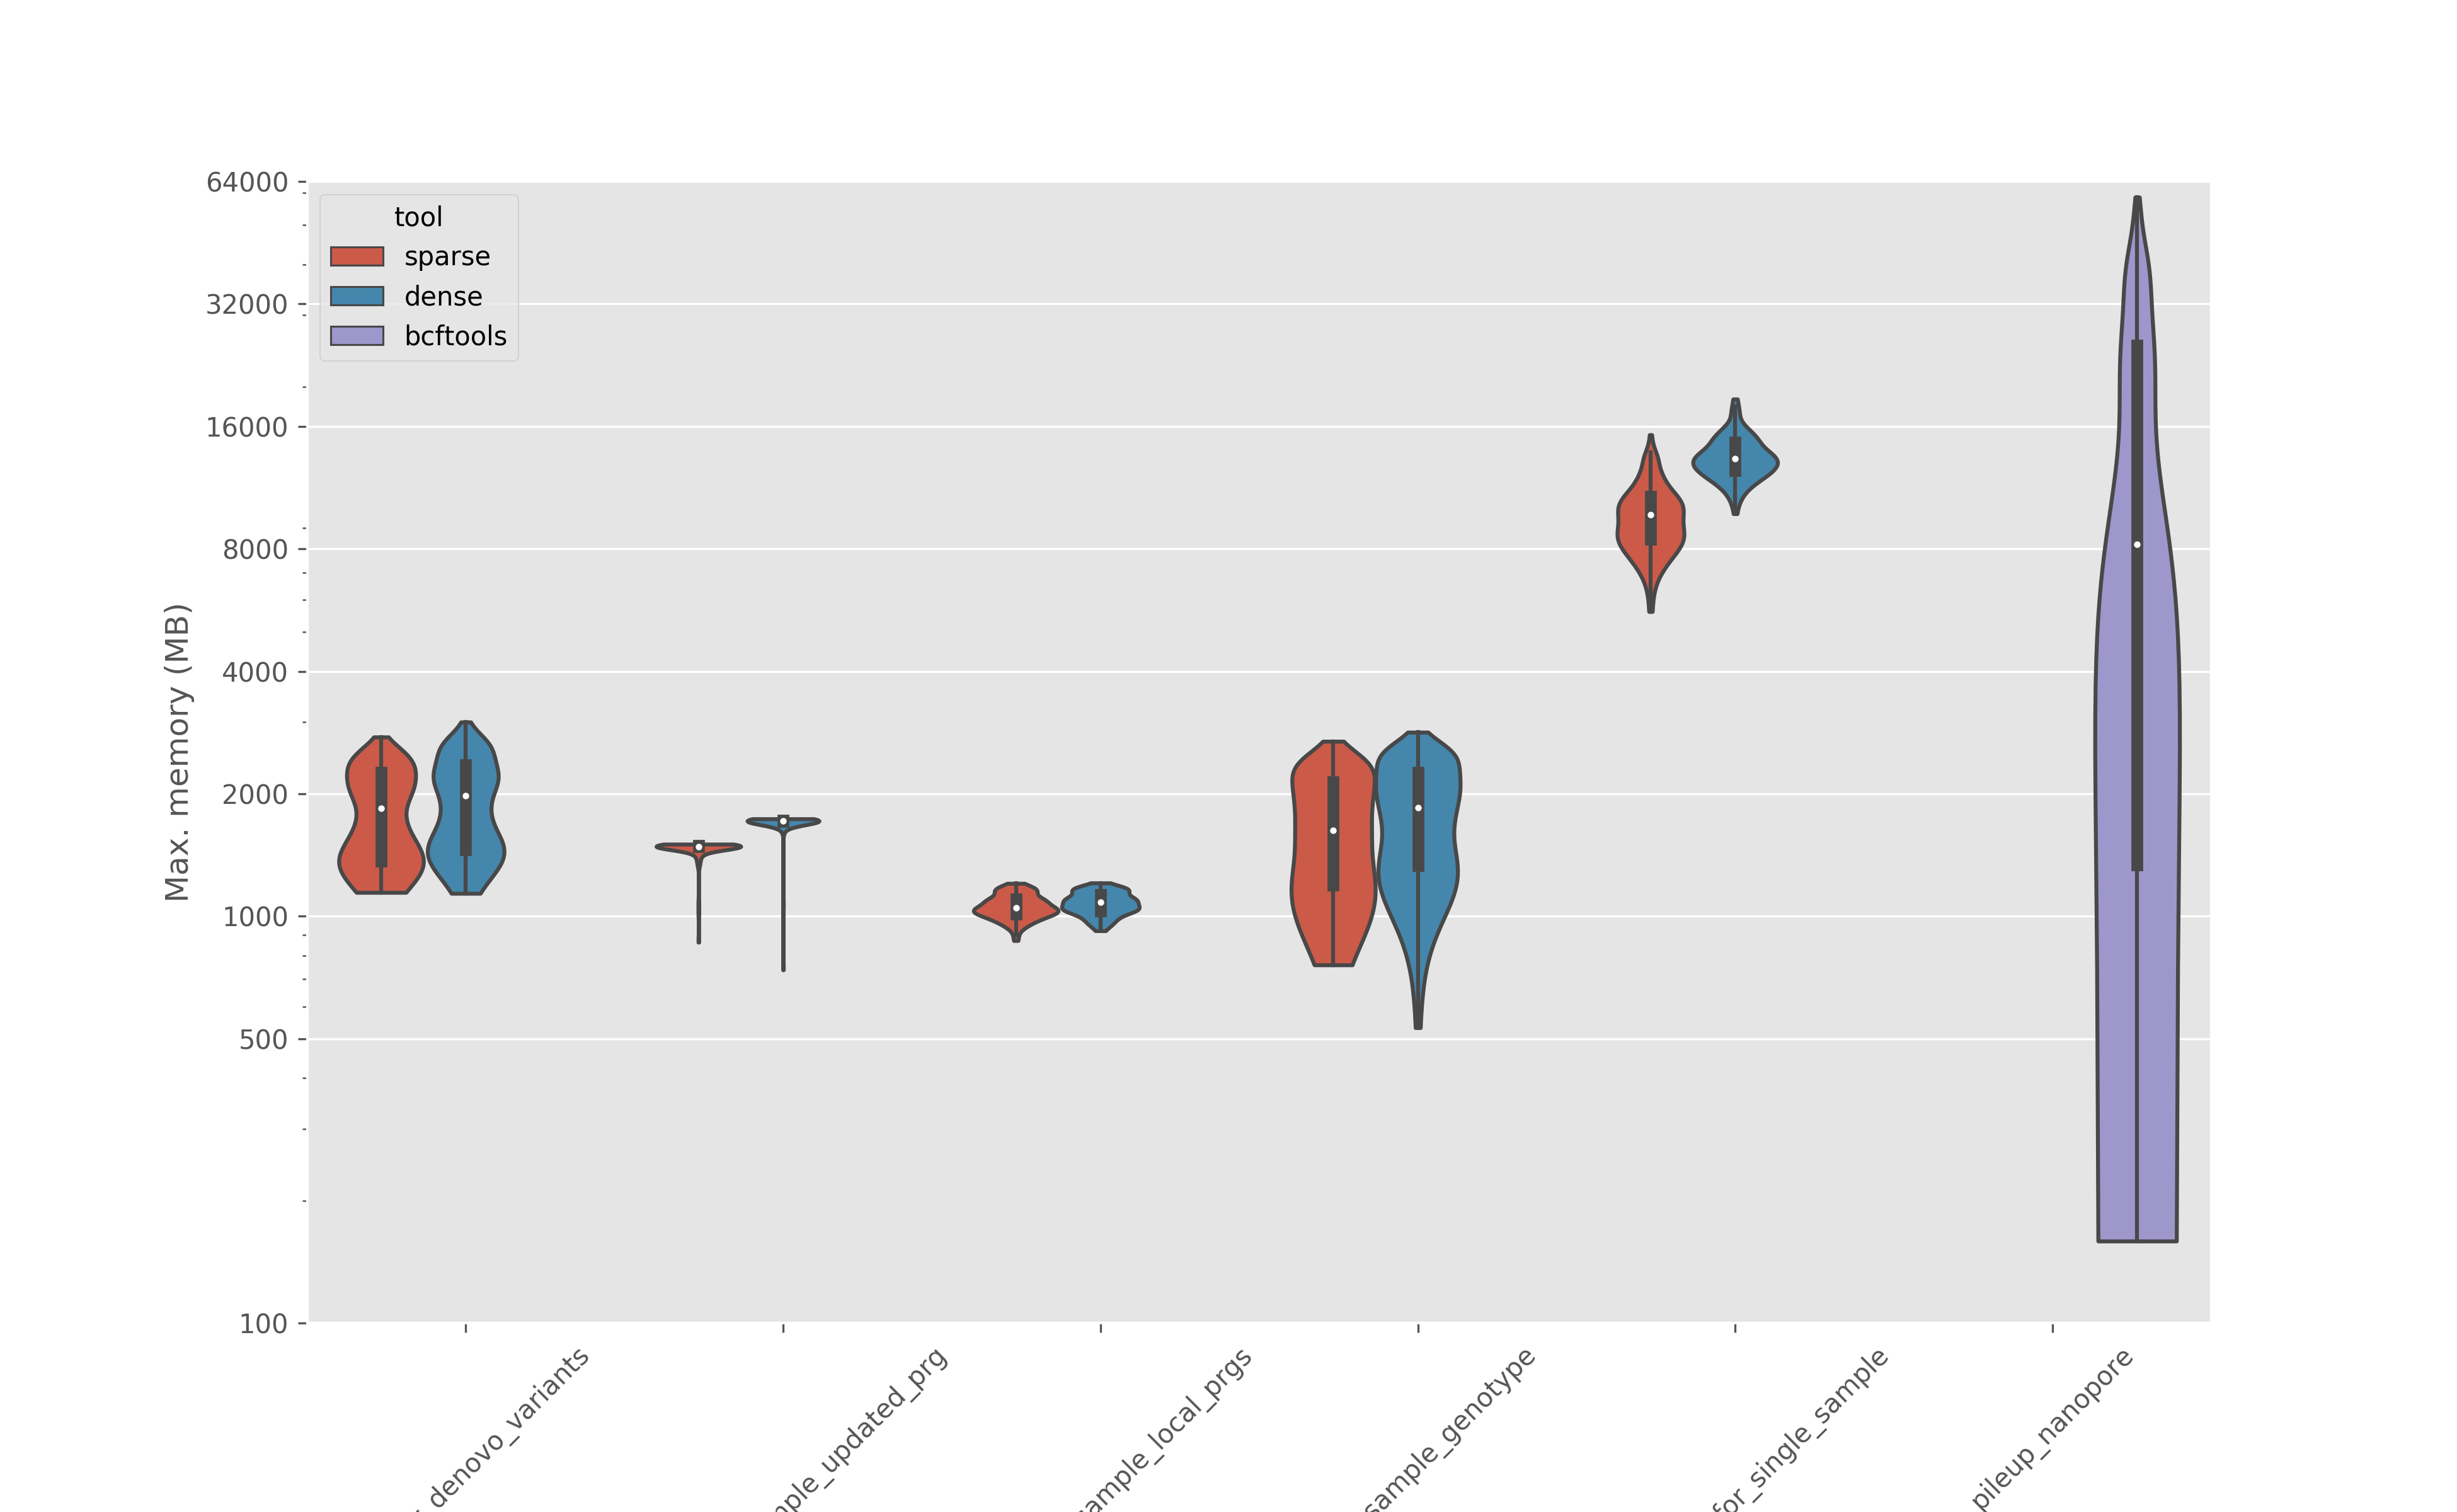 64000
32000
16000
8000
4000
2000
1000
500
100
Max. memory (MB)
tool
sparse
dense
bcftools
denovo_variants
mple_updated_prg
ample_local_prgs
sample_genotype
for_single_sample
pileup_nanopore